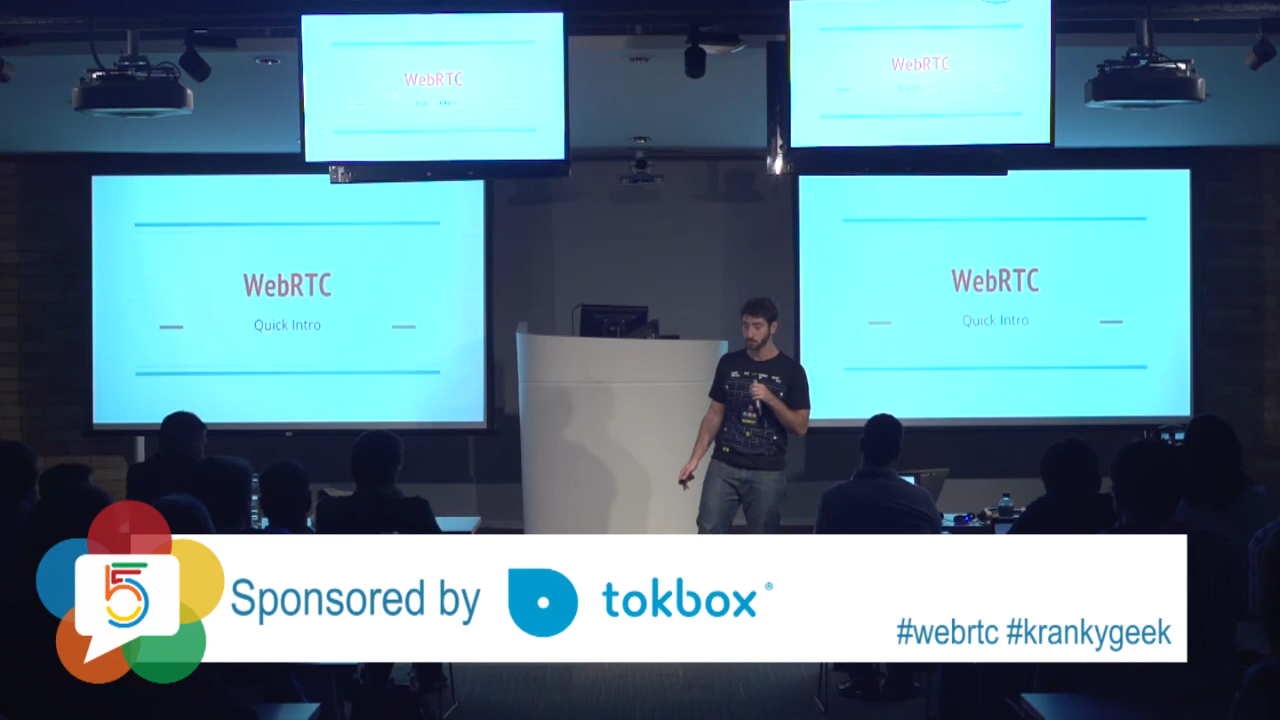 WebRTC
WebRTC
WebRTC
Quick Intro
WebRTC
Quick Intro
5
Sponsored by tokbox®
#webrtc #krankygeek